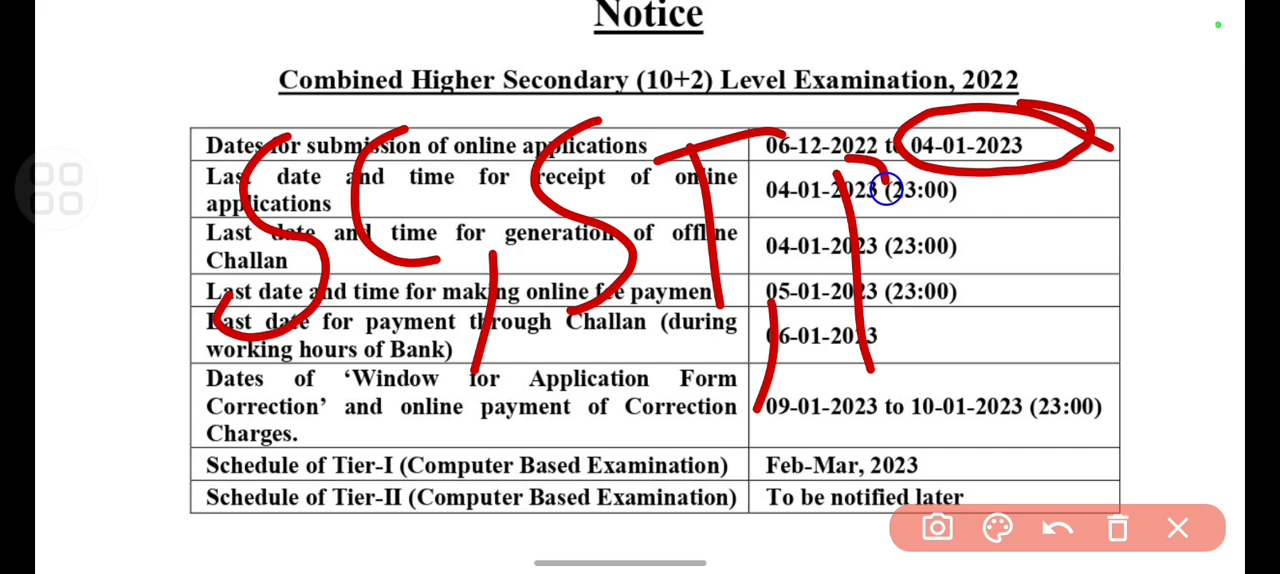 Notice
Combined Higher Secondary (10+2) Level Examination, 2022
Dates for submission of online applications 06-12-2022 to 04-01-2023
Last date and time for receipt of online 04-01-2023 (23:00)
applications
Last date and time for generation of offline 04-01-2023 (23:00)
Challan
Last date and time for making online fee payment 05-01-2023 (23:00)
Last date for payment through Challan (during 06-01-2023
working hours of Bank)
Dates of ‘Window for Application Form
Correction’ and online payment of Correction 09-01-2023 to 10-01-2023 (23:00)
Charges.
Schedule of Tier-I (Computer Based Examination) Feb-Mar, 2023
Schedule of Tier-II (Computer Based Examination) To be notified later
SC, ST,